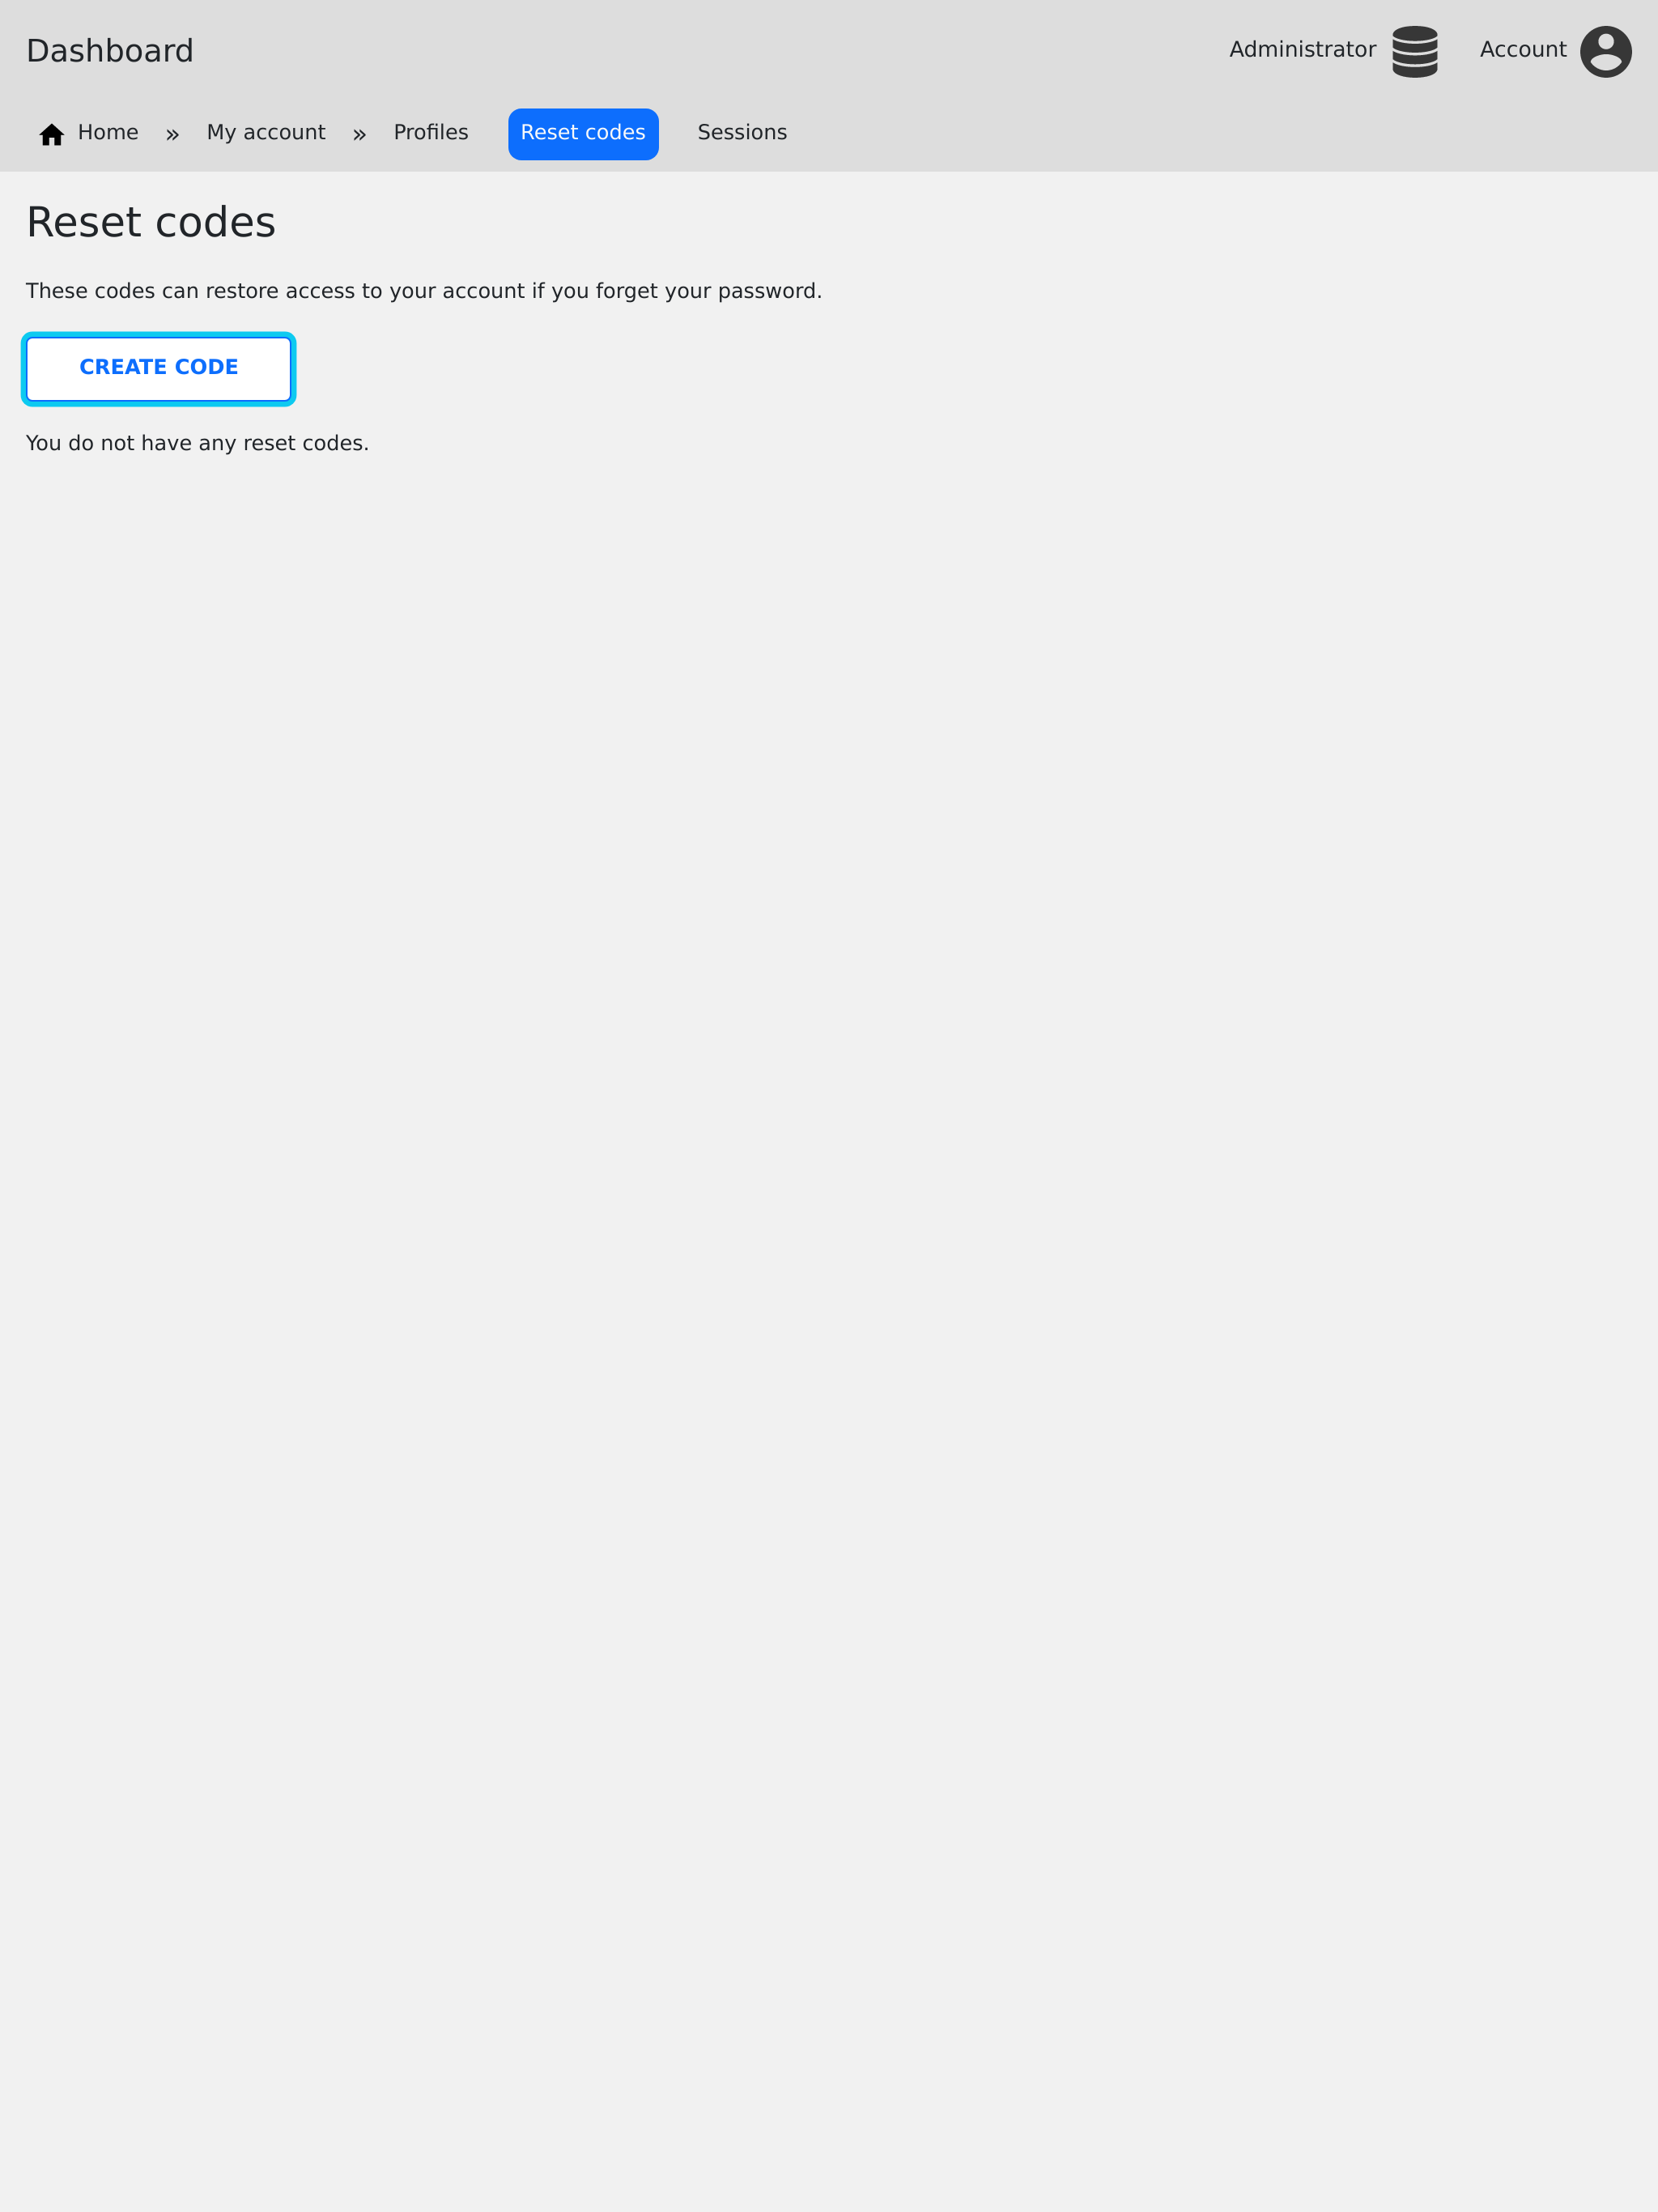 Dashboard
Administrator
Account
Home » My account » Profiles Reset codes Sessions
Reset codes
These codes can restore access to your account if you forget your password.
CREATE CODE
You do not have any reset codes.